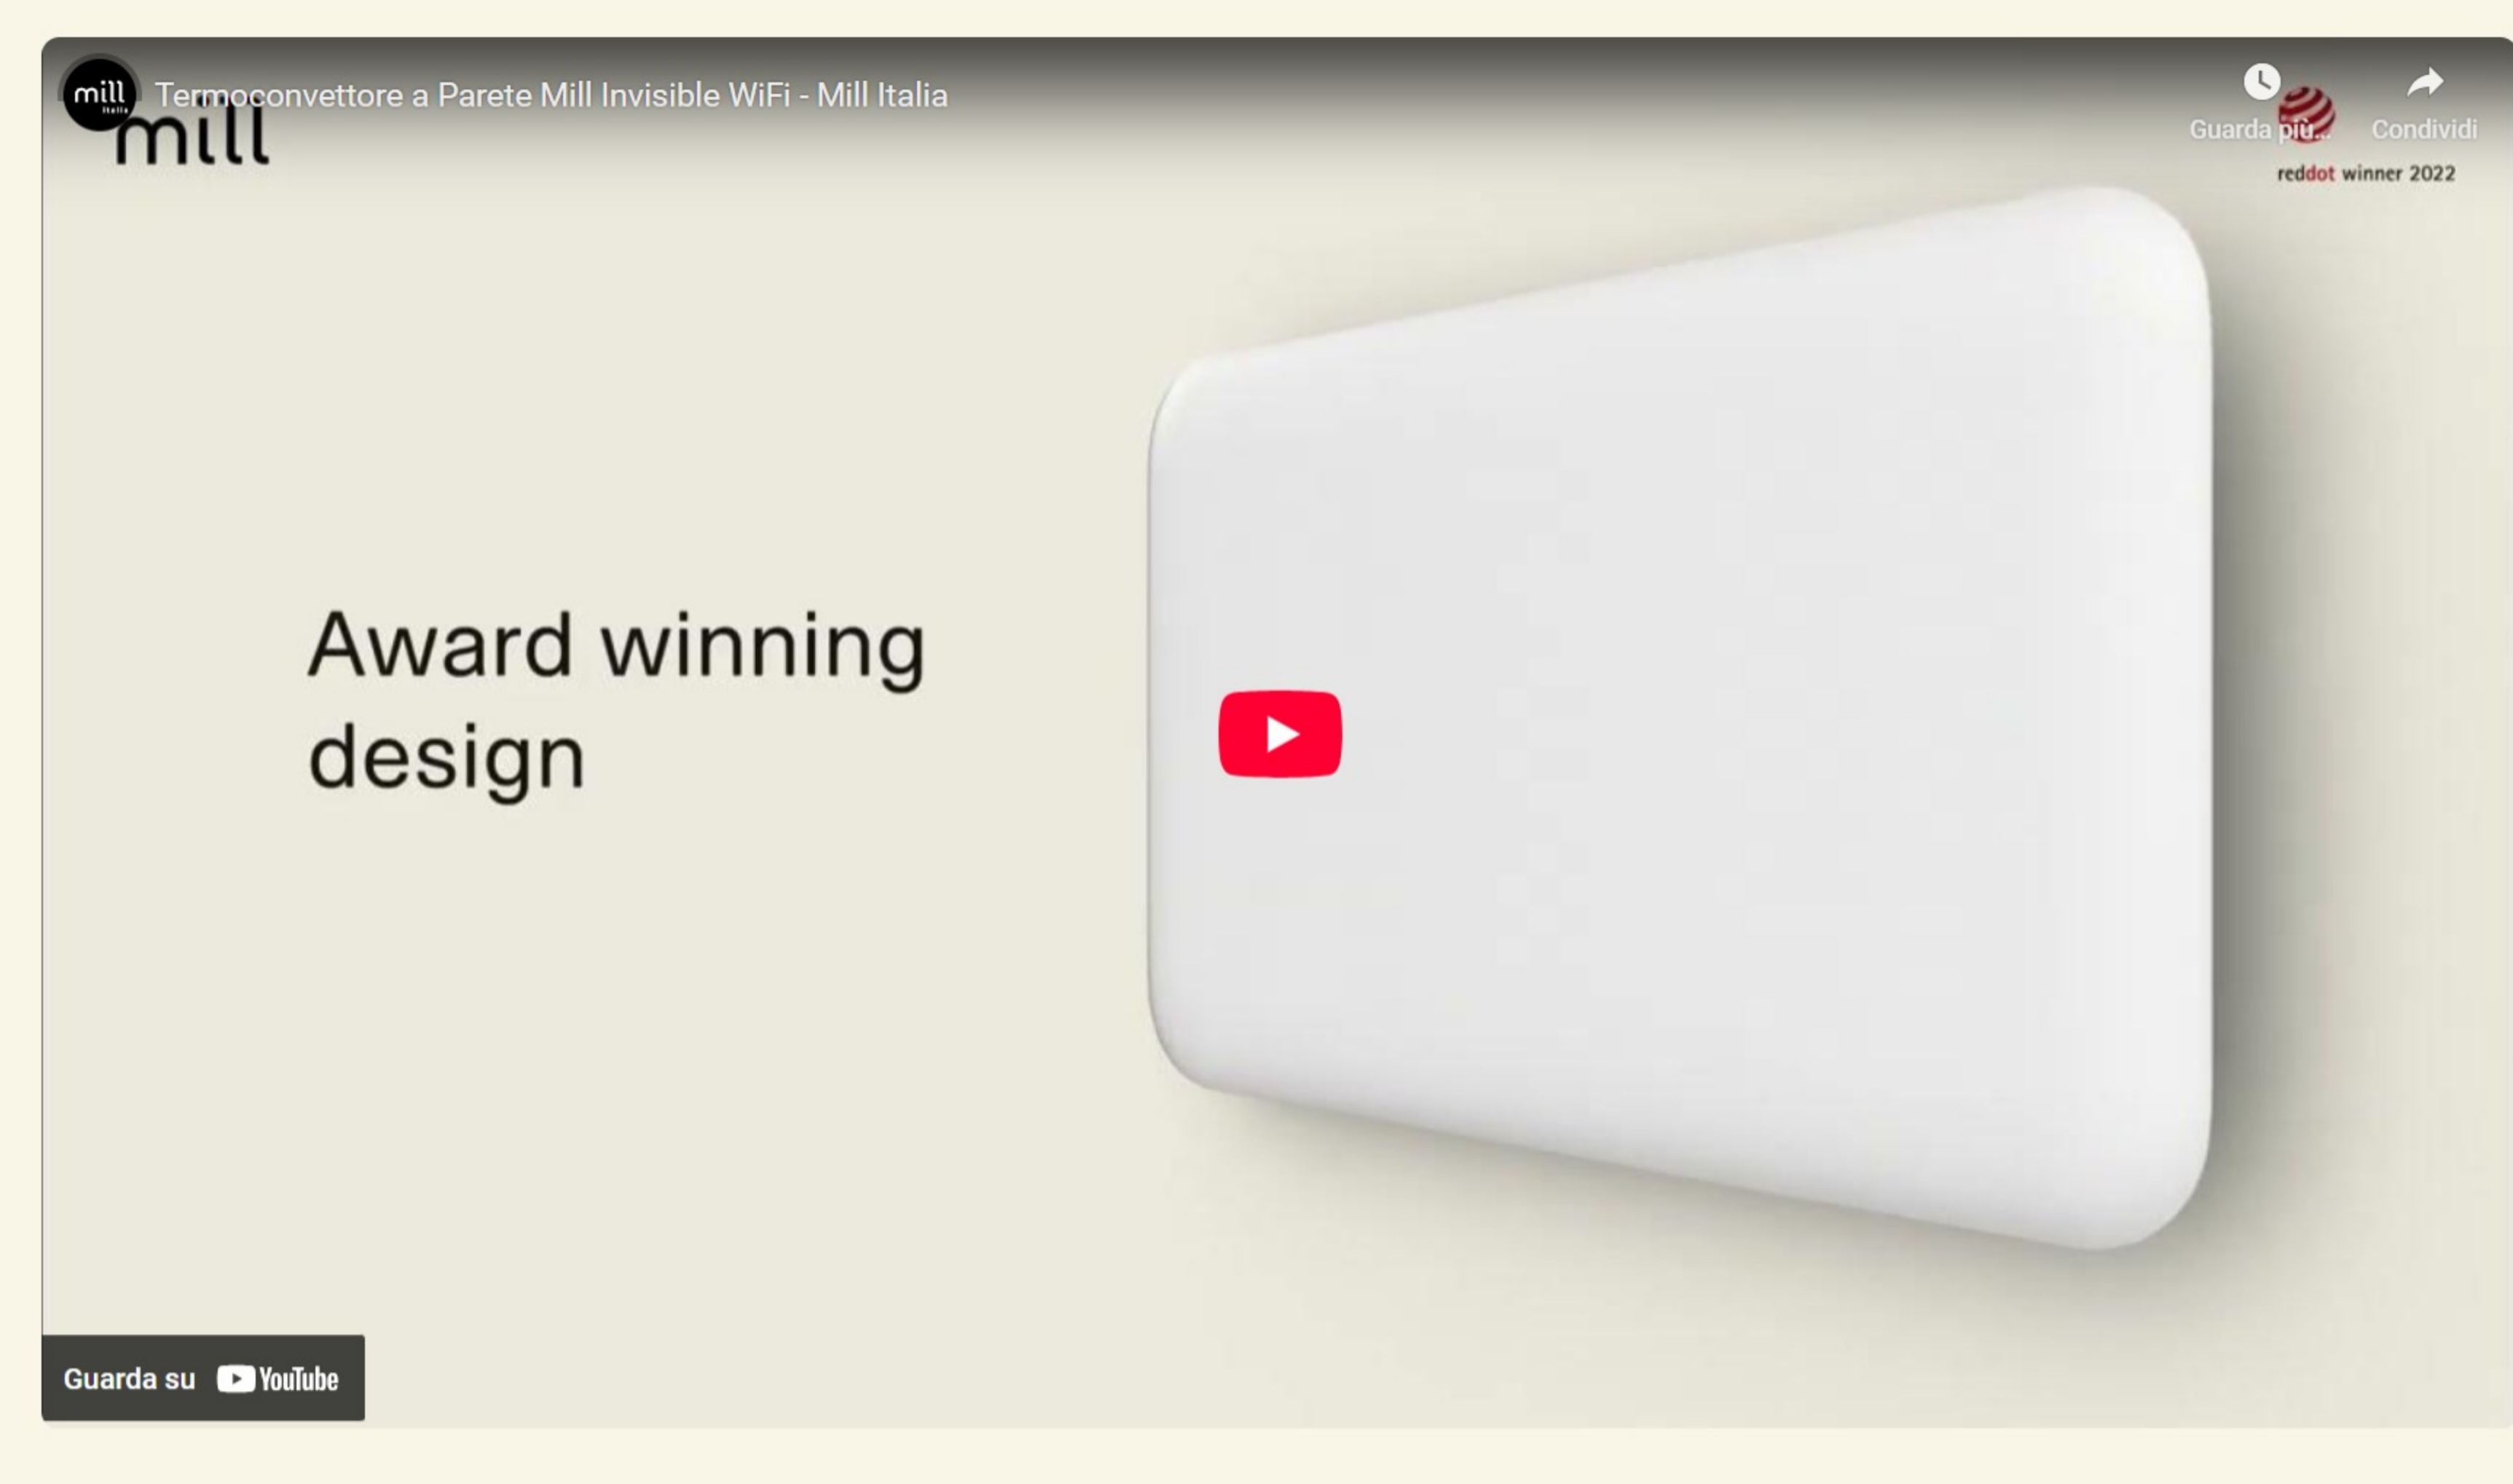 mill
Italia
Termoconvettore a Parete Mill Invisible WiFi - Mill Italia
mill
Guarda più...
Condividi
reddot winner 2022
Award winning
design
Guarda su YouTube